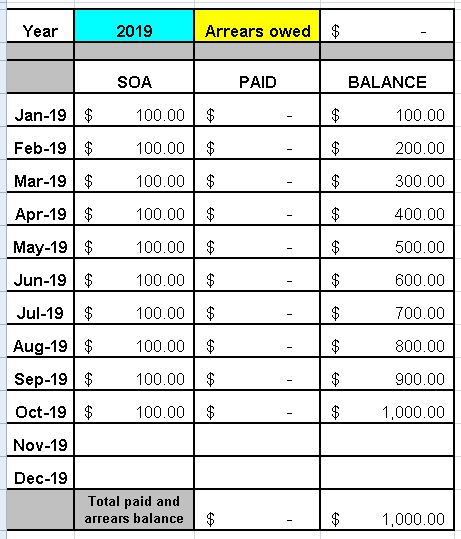 Year 2019 Arrears owed $ -
SOA PAID BALANCE
Jan-19 $ 100.00 $ - $ 100.00
Feb-19 $ 100.00 $ - $ 200.00
Mar-19 $ 100.00 $ - $ 300.00
Apr-19 $ 100.00 $ - $ 400.00
May-19 $ 100.00 $ - $ 500.00
Jun-19 $ 100.00 $ - $ 600.00
Jul-19 $ 100.00 $ - $ 700.00
Aug-19 $ 100.00 $ - $ 800.00
Sep-19 $ 100.00 $ - $ 900.00
Oct-19 $ 100.00 $ - $ 1,000.00
Nov-19
Dec-19
Total paid and
arrears balance $ - $ 1,000.00